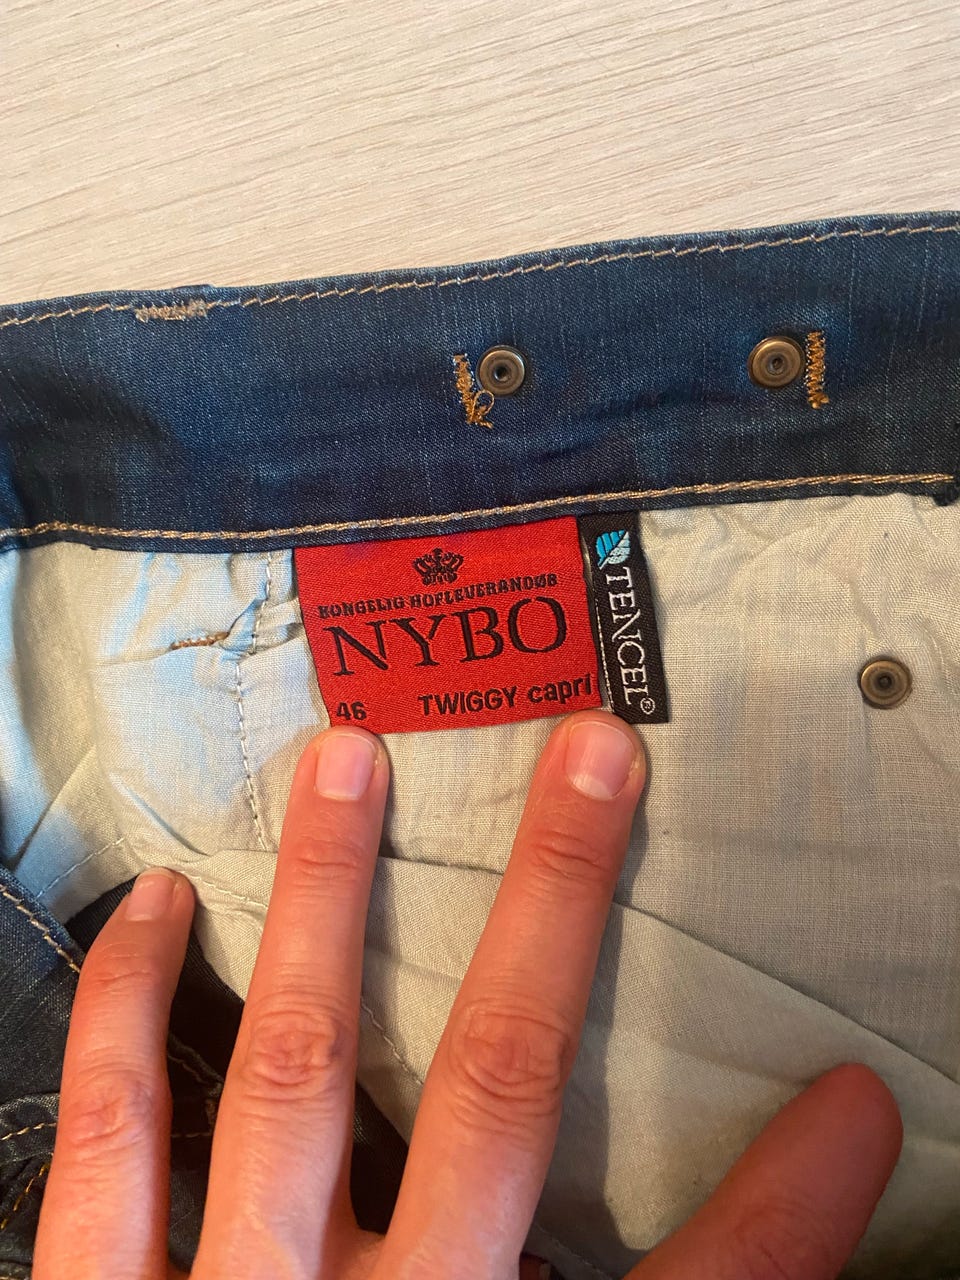 KONGELIG HOFLEVERANDØR
NYBO
46 TWIGGY capri
TENCEL®